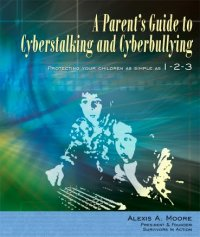 A Parent's Guide to
Cyberstalking and Cyberbullying
Protecting your children as simple as 1-2-3
Alexis A. Moore
President & Founder
Survivors In Action